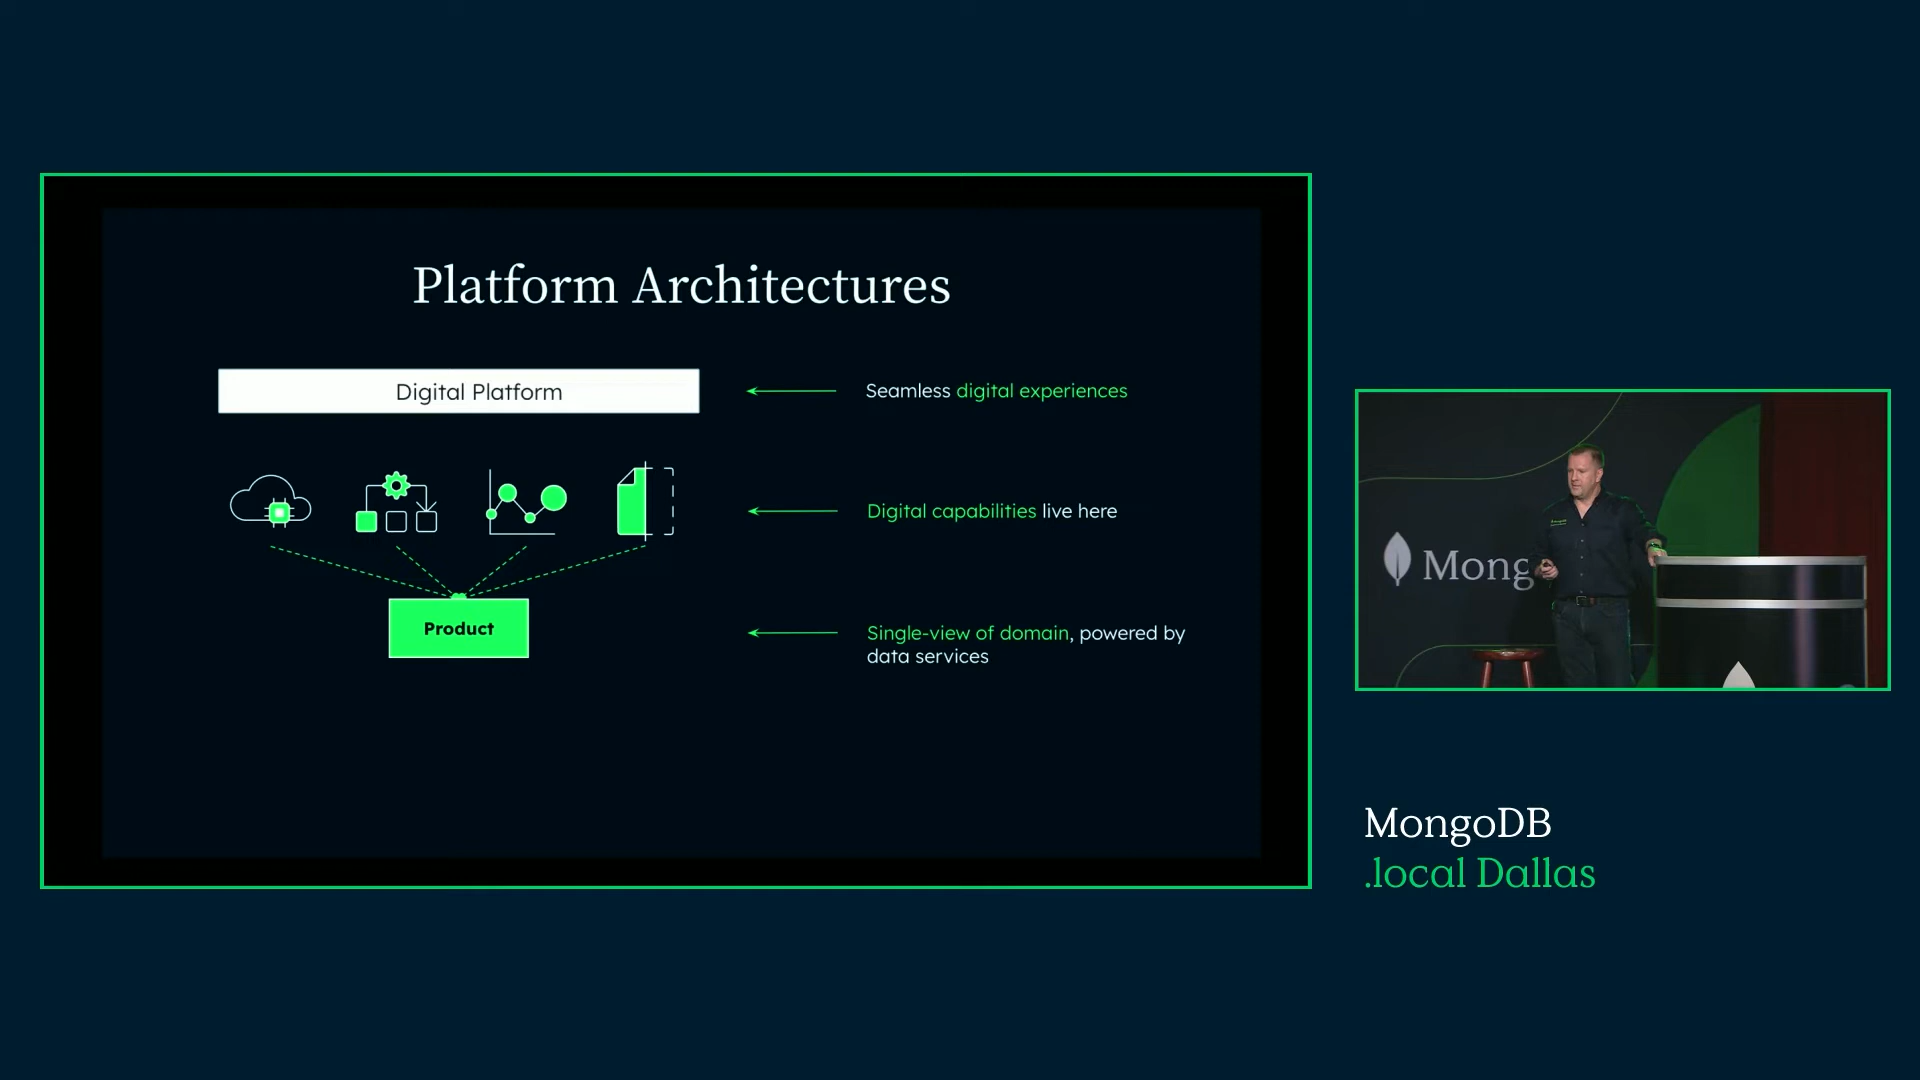 Platform Architectures
Digital Platform
Seamless digital experiences
Digital capabilities live here
Product
Single-view of domain, powered by
data services
Mong
MongoDB
.local Dallas